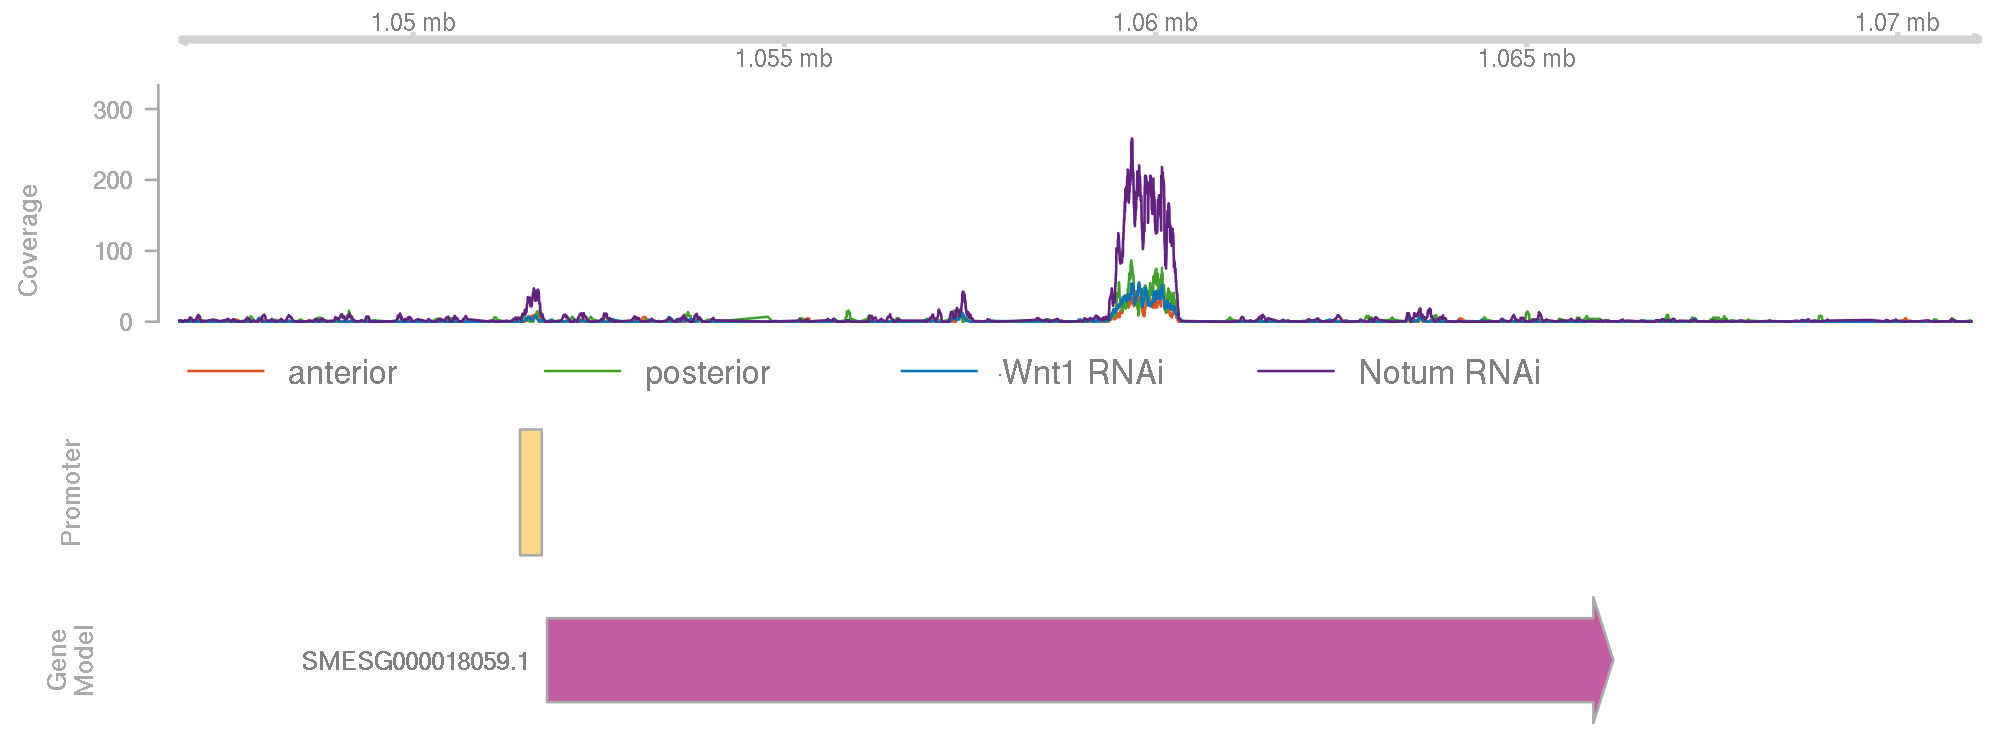 1.05 mb
1.06 mb
1.07 mb
1.055 mb
1.065 mb
Coverage
300
200
100
0
anterior
posterior
Wnt1 RNAi
Notum RNAi
Promoter
Gene
Model
SMESG000018059.1